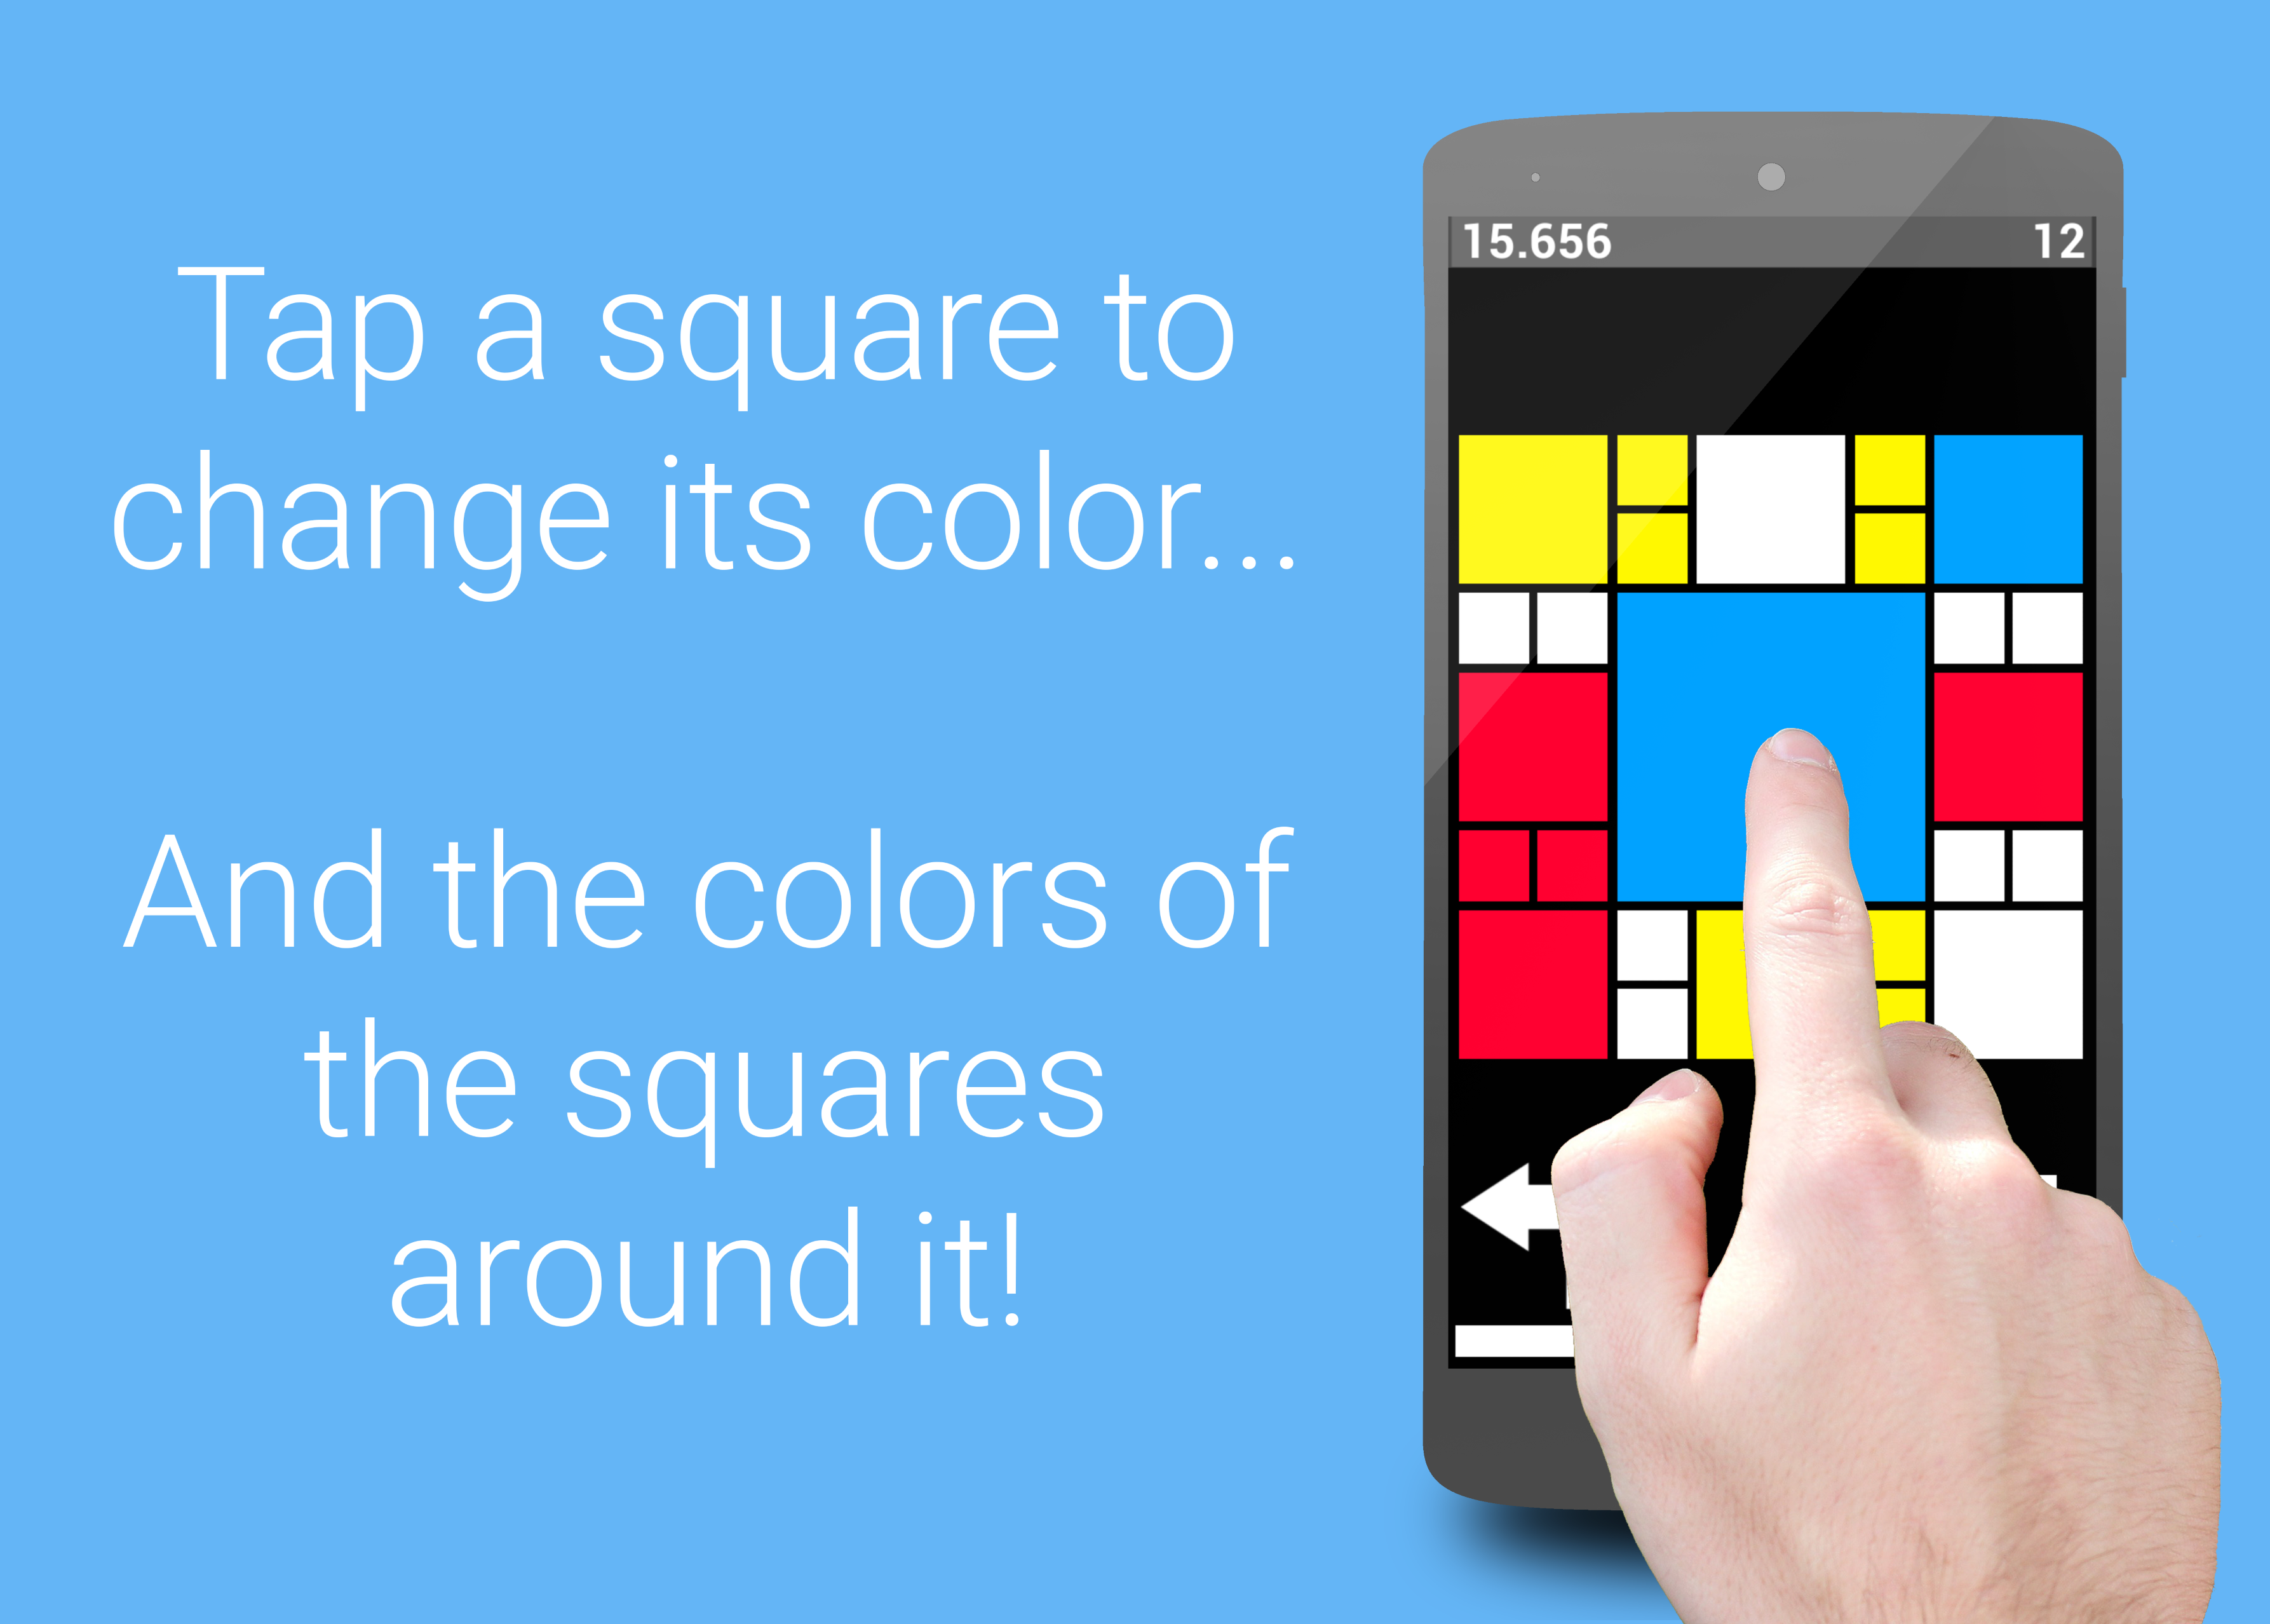 Tap a square to
change its color...
And the colors of
the squares
around it!
15.656
12